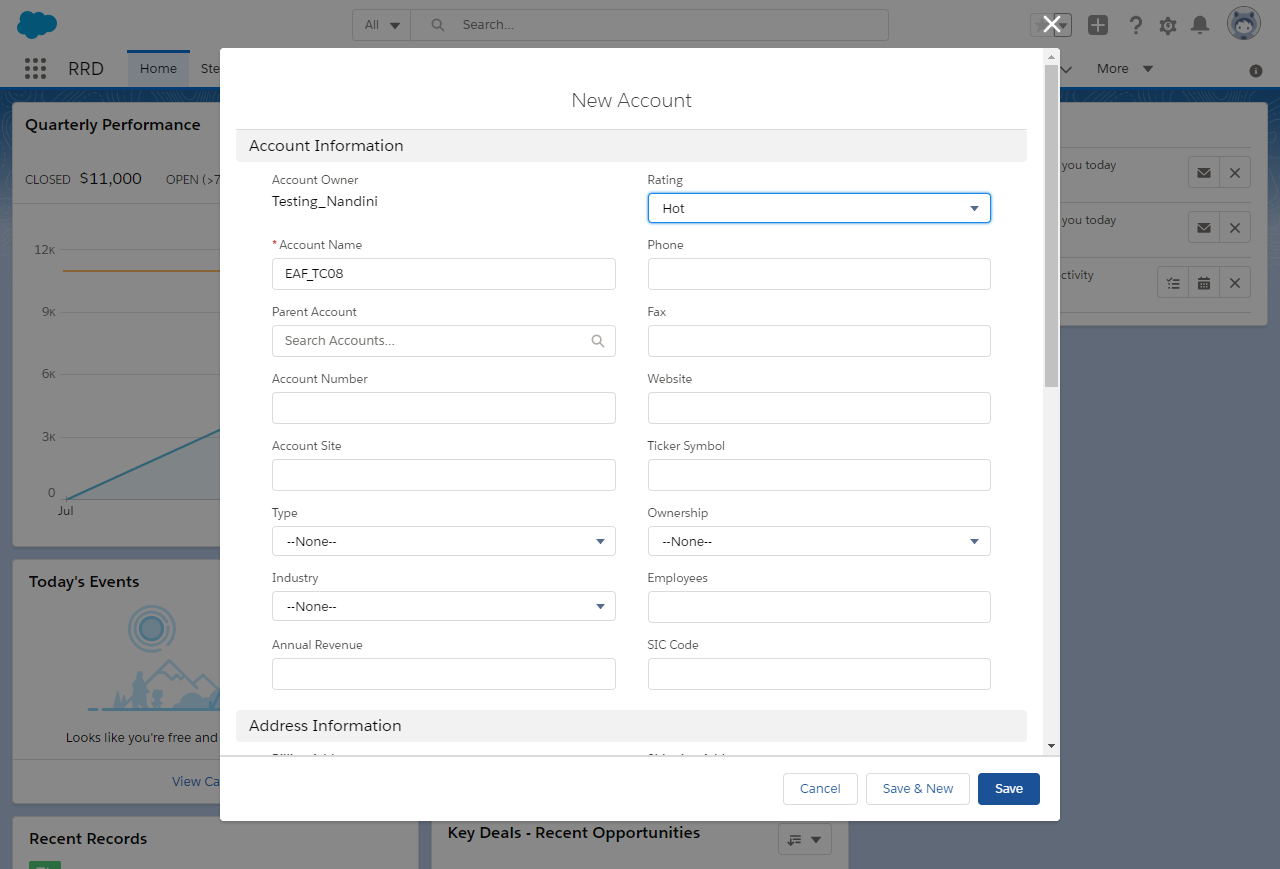 All
Search...
RRD
Home
Ste
More
Quarterly Performance
CLOSED $11,000 OPEN (>7
12K
9K
6K
3K
0
Jul
Today's Events
Looks like you're free and
View Ca
Recent Records
Key Deals - Recent Opportunities
you today
you today
ctivity
New Account
Account Information
Account Owner
Testing_Nandini
Rating
Hot
*Account Name
EAF_TC08
Phone
Parent Account
Search Accounts...
Fax
Account Number
Website
Account Site
Ticker Symbol
Type
--None--
Ownership
--None--
Industry
--None--
Employees
Annual Revenue
SIC Code
Address Information
Cancel
Save & New
Save